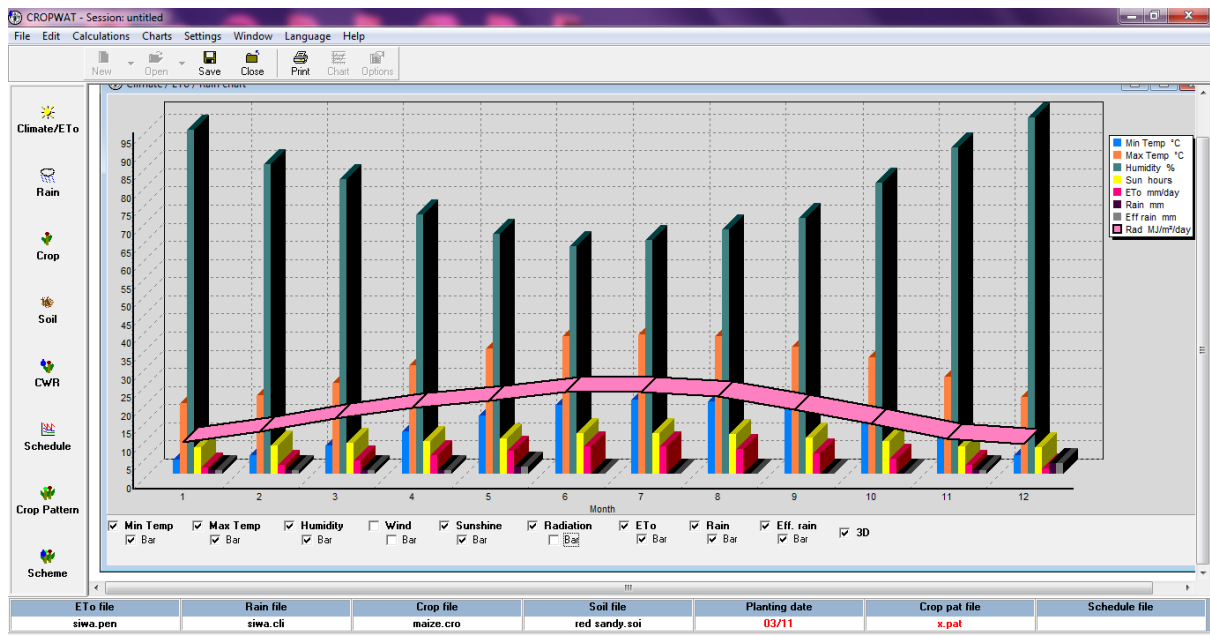 CROPWAT - Session: untitled
File Edit Calculations Charts Settings Window Language Help
New Open Save Close Print Chart Options
Climate / ETo / Rain chart
Climate/ETo
Rain
Crop
Soil
CWR
Schedule
Crop Pattern
Scheme
95
90
85
80
75
70
65
60
55
50
45
40
35
30
25
20
15
10
5
0
1 2 3 4 5 6 7 8 9 10 11 12
Month
Min Temp °C
Max Temp °C
Humidity %
Sun hours
ETo mm/day
Rain mm
Eff rain mm
Rad MJ/m²/day
Min Temp Max Temp Humidity Wind Sunshine Radiation ETo Rain Eff. rain 3D
Bar Bar Bar Bar Bar Bar Bar Bar Bar
ETo file Rain file Crop file Soil file Planting date Crop pat file Schedule file
siwa.pen siwa.cli maize.cro red sandy.soi 03/11 x.pat